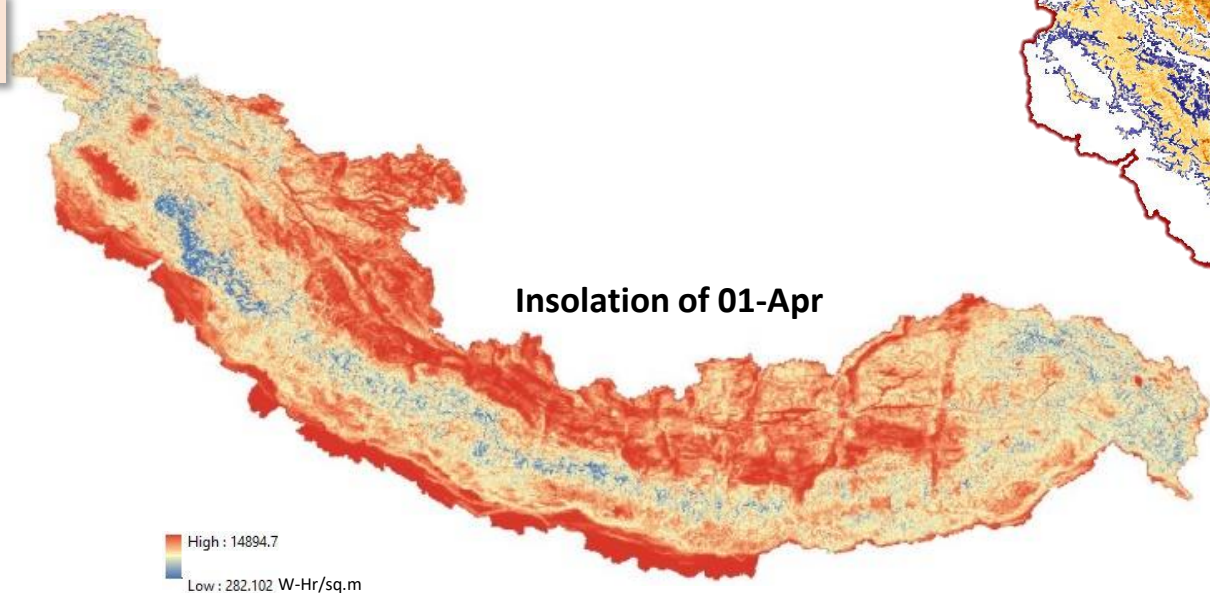 Insolation of 01-Apr
High : 14894.7
Low : 282.102 W-Hr/sq.m